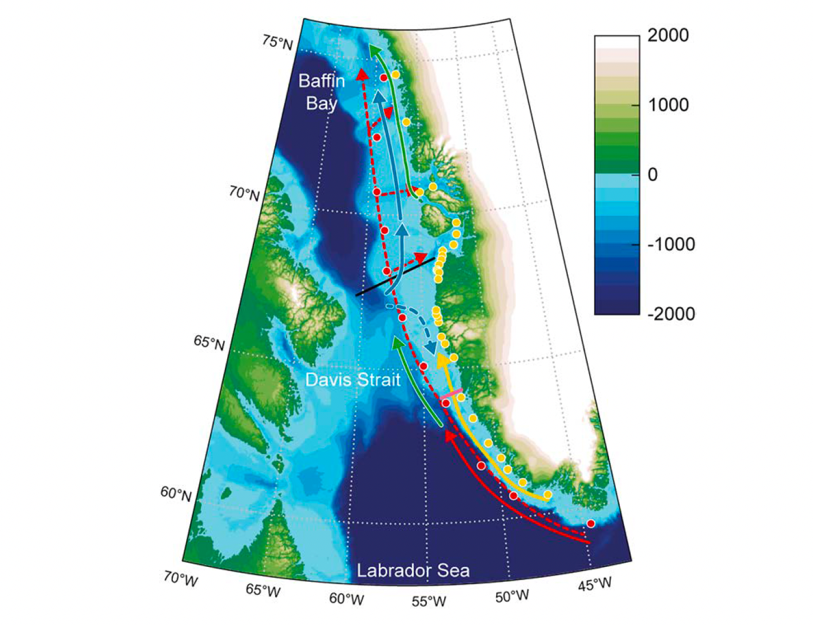 75°N
Baffin
Bay
70°N
65°N
Davis Strait
60°N
Labrador Sea
70°W
65°W
60°W
55°W
50°W
45°W
2000
1000
0
-1000
-2000